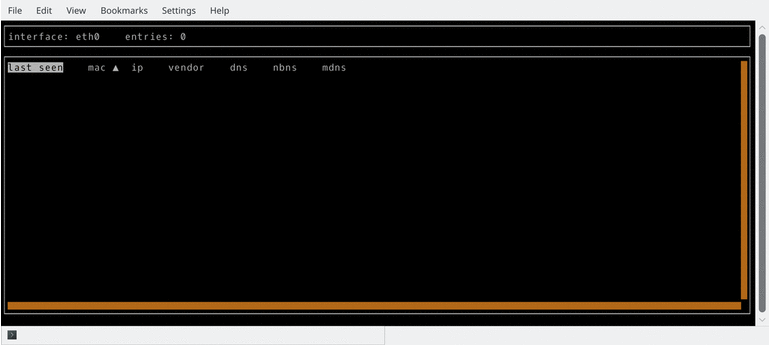 File Edit View Bookmarks Settings Help
interface: eth0 entries: 0
last seen mac ▲ ip vendor dns nbns mdns